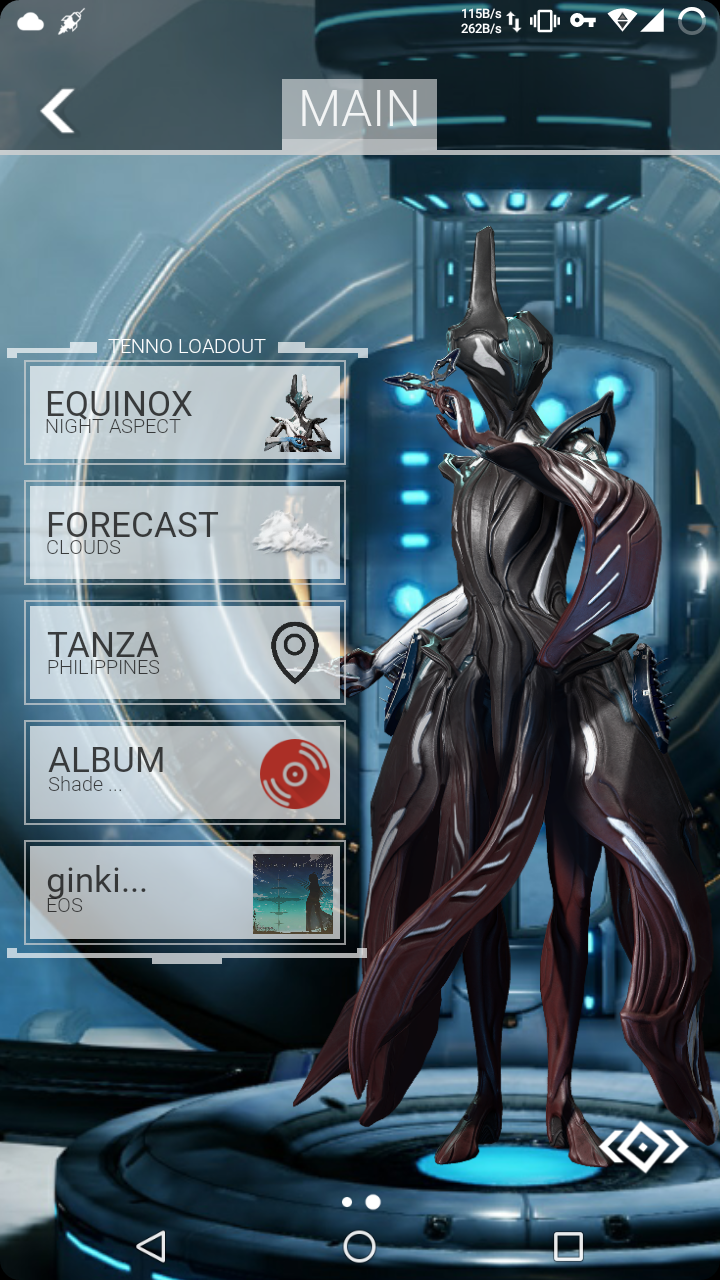 115B/s
262B/s
MAIN
TENNO LOADOUT
EQUINOX
NIGHT ASPECT
FORECAST
CLOUDS
TANZA
PHILIPPINES
ALBUM
Shade ...
ginki...
EOS